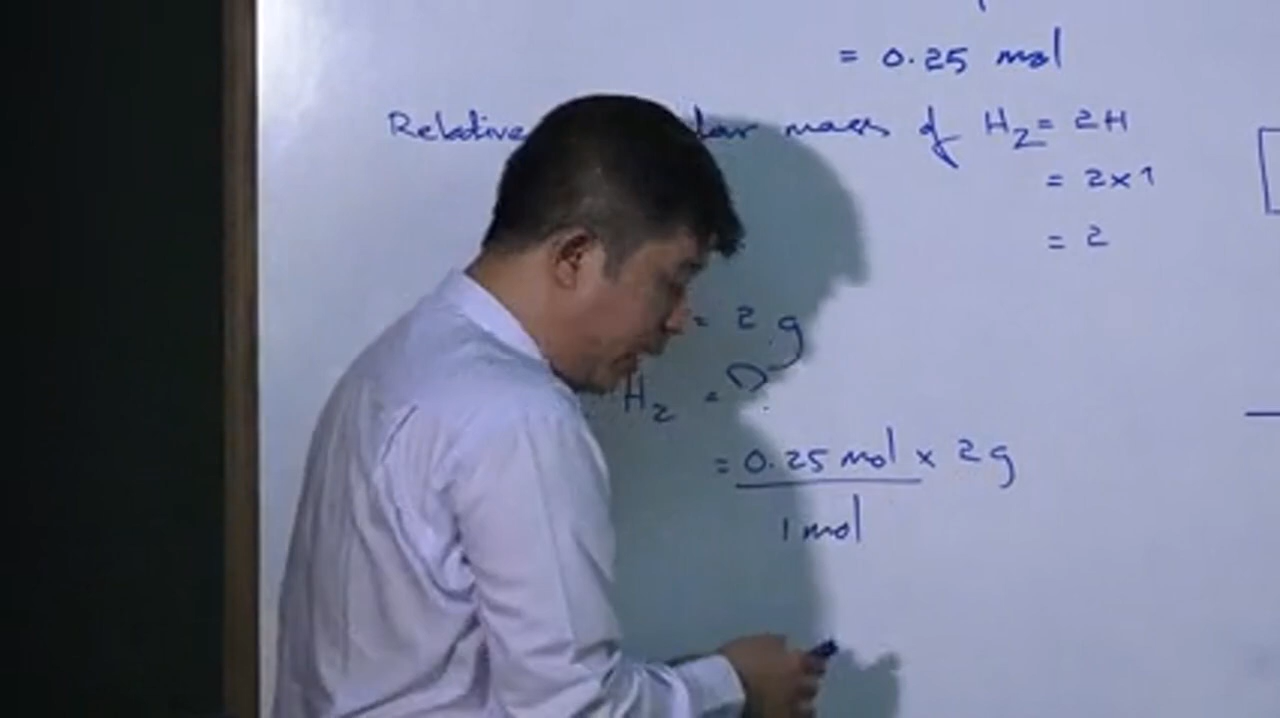 = 0.25 mol
Relative mass of H₂ = 2H
= 2×1
= 2
= 2 g
H₂ = ?
= 0.25 mol × 2 g
1 mol